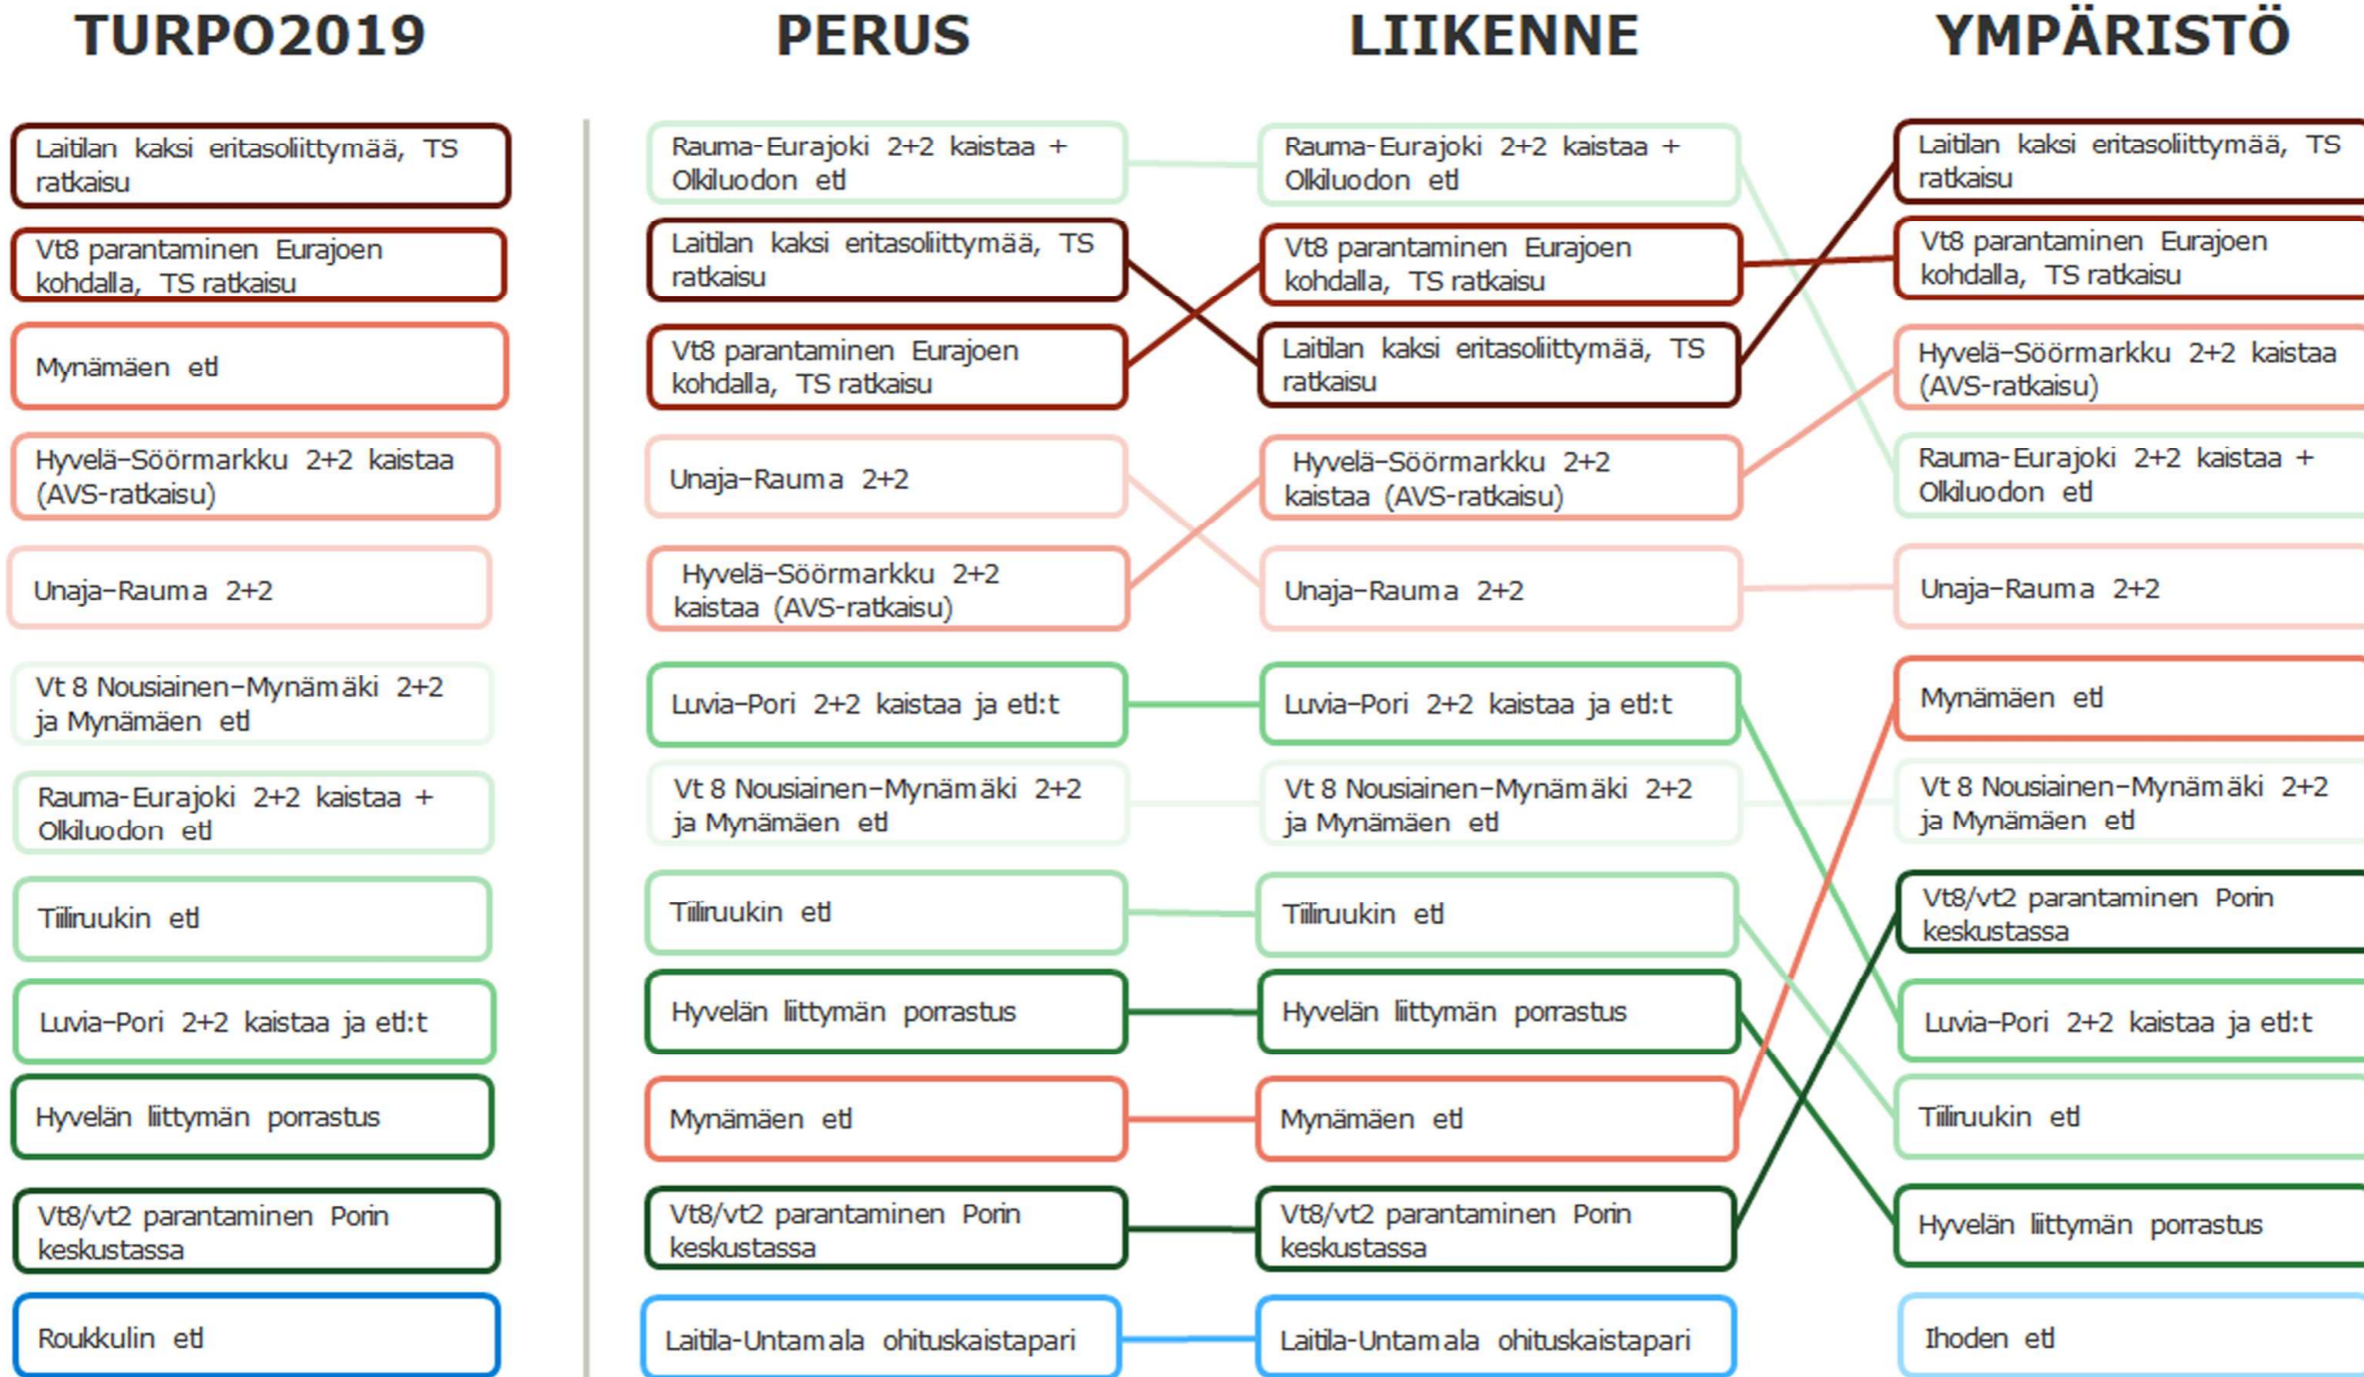 TURPO2019
Laitilan kaksi eritasoliittymää, TS
ratkaisu
Vt8 parantaminen Eurajoen
kohdalla, TS ratkaisu
Mynämäen etl
Hyvelä–Söörmarkku 2+2 kaistaa
(AVS-ratkaisu)
Unaja–Rauma 2+2
Vt 8 Nousiainen–Mynämäki 2+2
ja Mynämäen etl
Rauma-Eurajoki 2+2 kaistaa +
Olkiluodon etl
Tiiliruukin etl
Luvia–Pori 2+2 kaistaa ja etl:t
Hyvelän liittymän porrastus
Vt8/vt2 parantaminen Porin
keskustassa
Roukkulin etl
PERUS
Rauma-Eurajoki 2+2 kaistaa +
Olkiluodon etl
Laitilan kaksi eritasoliittymää, TS
ratkaisu
Vt8 parantaminen Eurajoen
kohdalla, TS ratkaisu
Unaja–Rauma 2+2
Hyvelä–Söörmarkku 2+2
kaistaa (AVS-ratkaisu)
Luvia–Pori 2+2 kaistaa ja etl:t
Vt 8 Nousiainen–Mynämäki 2+2
ja Mynämäen etl
Tiiliruukin etl
Hyvelän liittymän porrastus
Mynämäen etl
Vt8/vt2 parantaminen Porin
keskustassa
Laitila-Untamala ohituskaistapari
LIIKENNE
Rauma-Eurajoki 2+2 kaistaa +
Olkiluodon etl
Vt8 parantaminen Eurajoen
kohdalla, TS ratkaisu
Laitilan kaksi eritasoliittymää, TS
ratkaisu
Hyvelä–Söörmarkku 2+2
kaistaa (AVS-ratkaisu)
Unaja–Rauma 2+2
Luvia–Pori 2+2 kaistaa ja etl:t
Vt 8 Nousiainen–Mynämäki 2+2
ja Mynämäen etl
Tiiliruukin etl
Hyvelän liittymän porrastus
Mynämäen etl
Vt8/vt2 parantaminen Porin
keskustassa
Laitila-Untamala ohituskaistapari
YMPÄRISTÖ
Laitilan kaksi eritasoliittymää, TS
ratkaisu
Vt8 parantaminen Eurajoen
kohdalla, TS ratkaisu
Hyvelä–Söörmarkku 2+2 kaistaa
(AVS-ratkaisu)
Rauma-Eurajoki 2+2 kaistaa +
Olkiluodon etl
Unaja–Rauma 2+2
Mynämäen etl
Vt 8 Nousiainen–Mynämäki 2+2
ja Mynämäen etl
Vt8/vt2 parantaminen Porin
keskustassa
Luvia–Pori 2+2 kaistaa ja etl:t
Tiiliruukin etl
Hyvelän liittymän porrastus
Ihoden etl